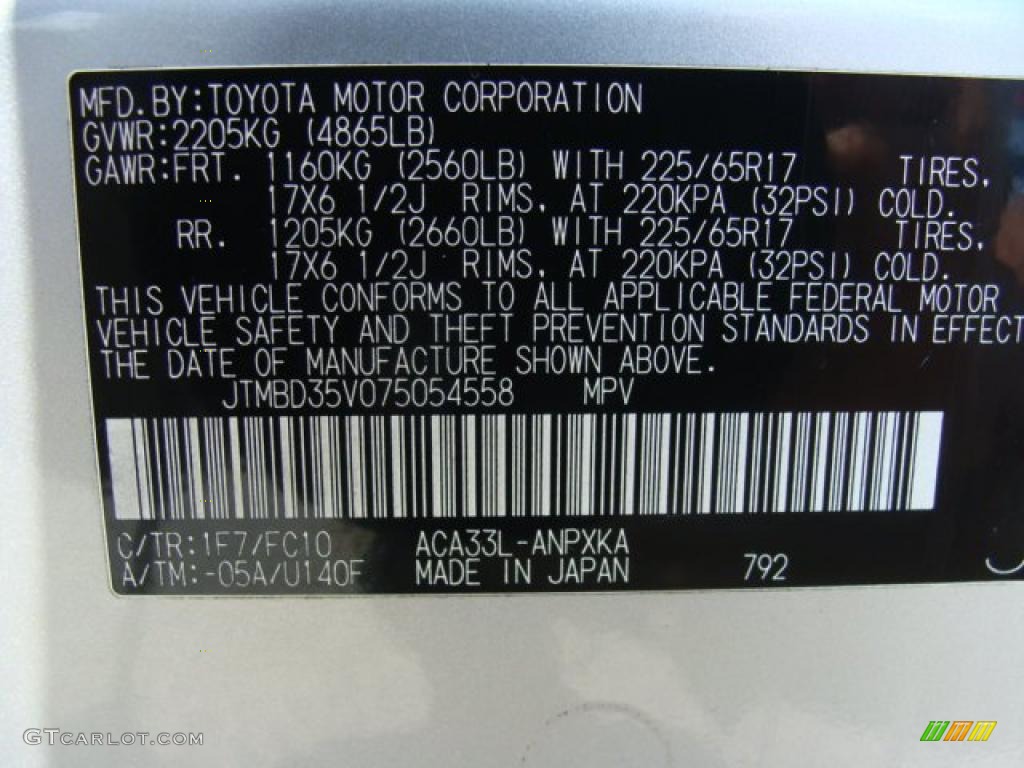 MFD.BY:TOYOTA MOTOR CORPORATION
GVWR:2205KG (4865LB)
GAWR:FRT. 1160KG (2560LB) WITH 225/65R17 TIRES,
17X6 1/2J RIMS, AT 220KPA (32PSI) COLD.
RR. 1205KG (2660LB) WITH 225/65R17 TIRES,
17X6 1/2J RIMS, AT 220KPA (32PSI) COLD.
THIS VEHICLE CONFORMS TO ALL APPLICABLE FEDERAL MOTOR
VEHICLE SAFETY AND THEFT PREVENTION STANDARDS IN EFFECT
THE DATE OF MANUFACTURE SHOWN ABOVE.
JTMBD35V075054558 MPV
C/TR:1F7/FC10 ACA33L-ANPXKA
A/TM:-05A/U140F MADE IN JAPAN 792
GTCARLOT.COM